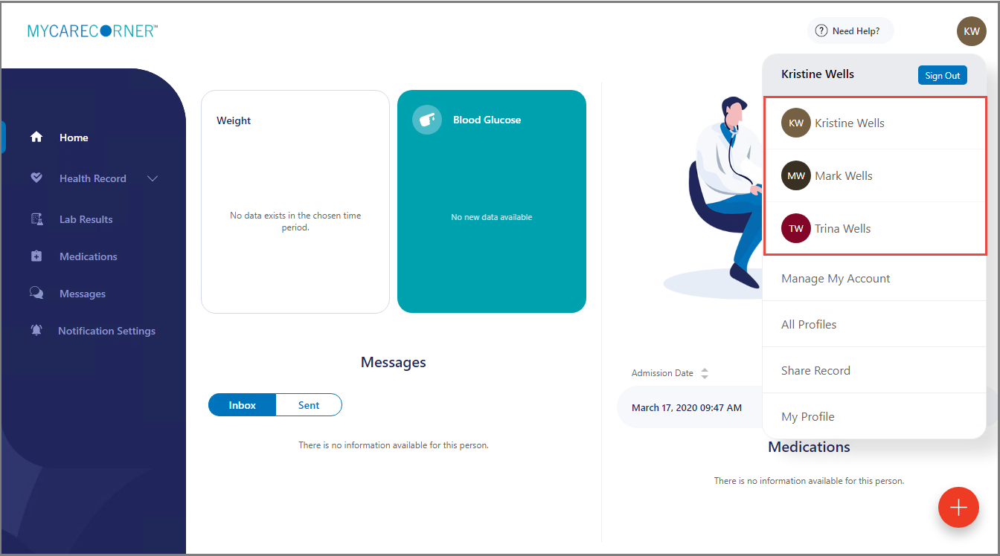 MYCARECORNER™
Need Help?
KW
Kristine Wells
Sign Out
KW Kristine Wells
MW Mark Wells
TW Trina Wells
Manage My Account
All Profiles
Share Record
My Profile
Home
Health Record
Lab Results
Medications
Messages
Notification Settings
Weight
No data exists in the chosen time
period.
Blood Glucose
No new data available
Messages
Inbox
Sent
There is no information available for this person.
Admission Date
March 17, 2020 09:47 AM
Medications
There is no information available for this person.